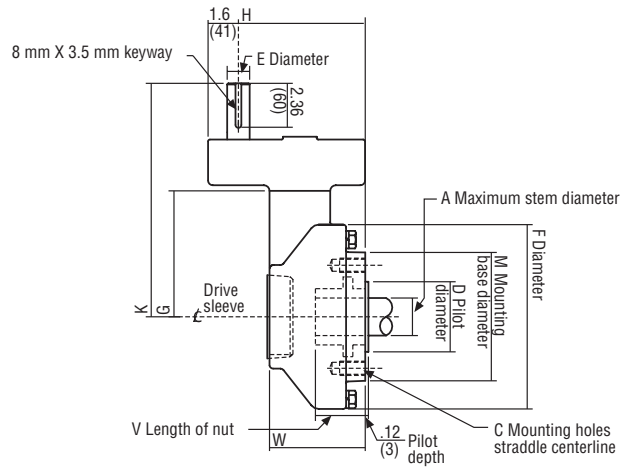 1.6 H
(41)
8 mm X 3.5 mm keyway
E Diameter
2.36
(60)
A Maximum stem diameter
F Diameter
M Mounting
base diameter
D Pilot
diameter
K
G
Drive
℄ sleeve
V Length of nut
W
.12
(3)
Pilot
depth
C Mounting holes
straddle centerline